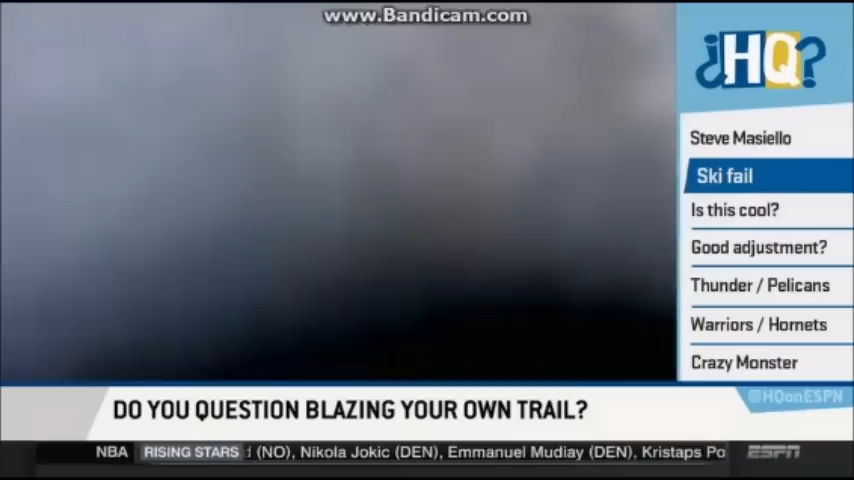 www.Bandicam.com
¿HQ?
Steve Masiello
Ski fail
Is this cool?
Good adjustment?
Thunder / Pelicans
Warriors / Hornets
Crazy Monster
@HQonESPN
DO YOU QUESTION BLAZING YOUR OWN TRAIL?
NBA RISING STARS (NO), Nikola Jokic (DEN), Emmanuel Mudiay (DEN), Kristaps Po ESPN